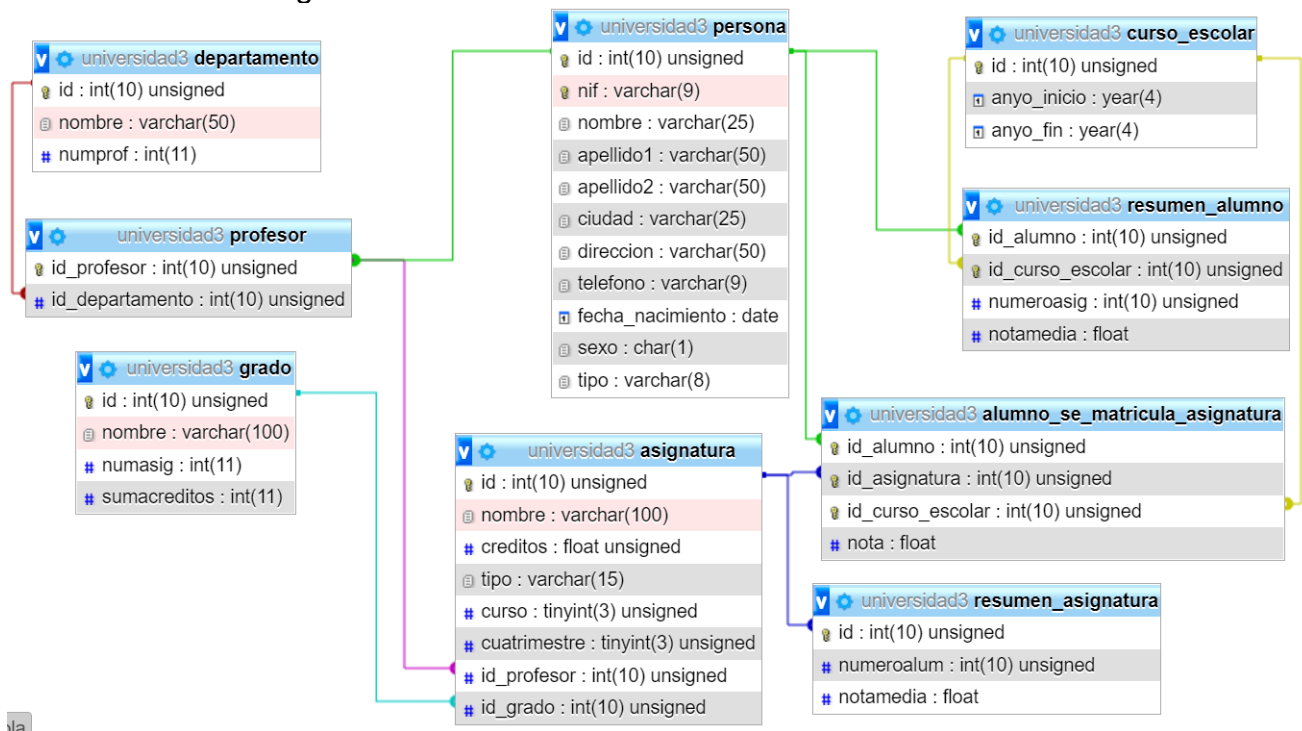 universidad3 departamento
id : int(10) unsigned
nombre : varchar(50)
numprof : int(11)
universidad3 profesor
id_profesor : int(10) unsigned
id_departamento : int(10) unsigned
universidad3 grado
id : int(10) unsigned
nombre : varchar(100)
numasig : int(11)
sumacreditos : int(11)
universidad3 persona
id : int(10) unsigned
nif : varchar(9)
nombre : varchar(25)
apellido1 : varchar(50)
apellido2 : varchar(50)
ciudad : varchar(25)
direccion : varchar(50)
telefono : varchar(9)
fecha_nacimiento : date
sexo : char(1)
tipo : varchar(8)
universidad3 asignatura
id : int(10) unsigned
nombre : varchar(100)
creditos : float unsigned
tipo : varchar(15)
curso : tinyint(3) unsigned
cuatrimestre : tinyint(3) unsigned
id_profesor : int(10) unsigned
id_grado : int(10) unsigned
universidad3 curso_escolar
id : int(10) unsigned
anyo_inicio : year(4)
anyo_fin : year(4)
universidad3 resumen_alumno
id_alumno : int(10) unsigned
id_curso_escolar : int(10) unsigned
numeroasig : int(10) unsigned
notamedia : float
universidad3 alumno_se_matricula_asignatura
id_alumno : int(10) unsigned
id_asignatura : int(10) unsigned
id_curso_escolar : int(10) unsigned
nota : float
universidad3 resumen_asignatura
id : int(10) unsigned
numeroalum : int(10) unsigned
notamedia : float